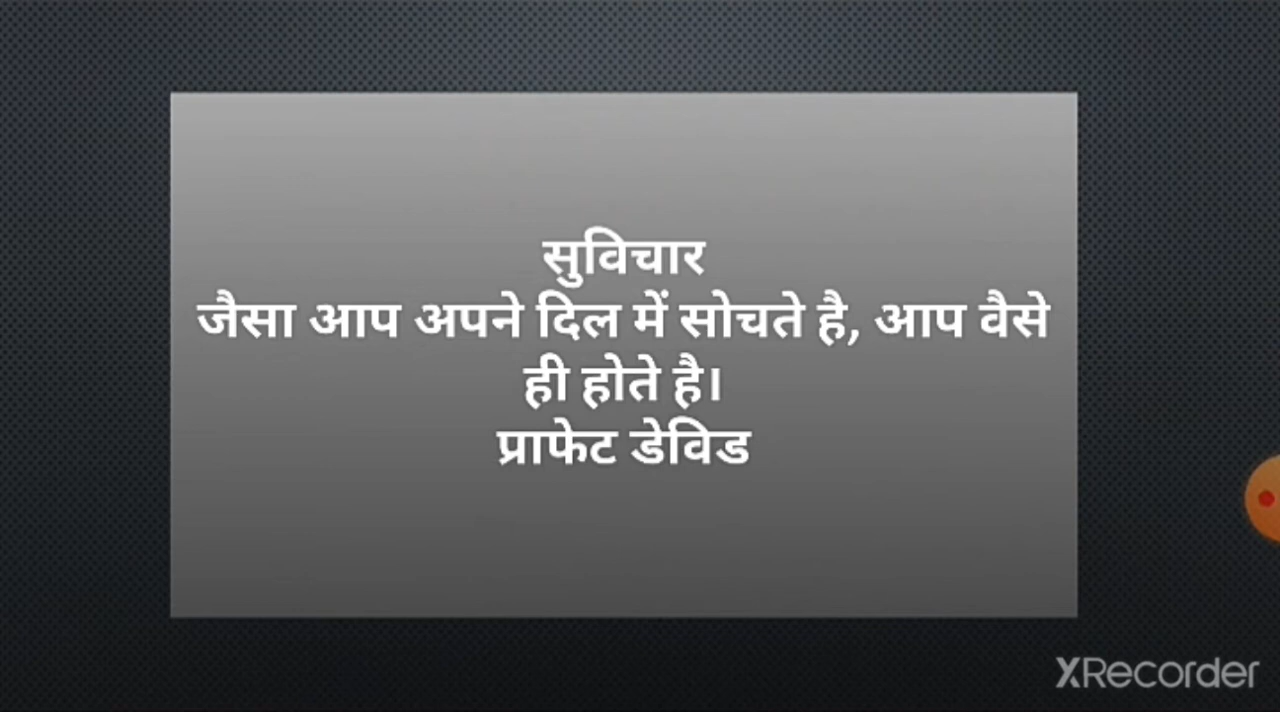 सुविचार
जैसा आप अपने दिल में सोचते है, आप वैसे
ही होते है।
प्राफेट डेविड
XRecorder